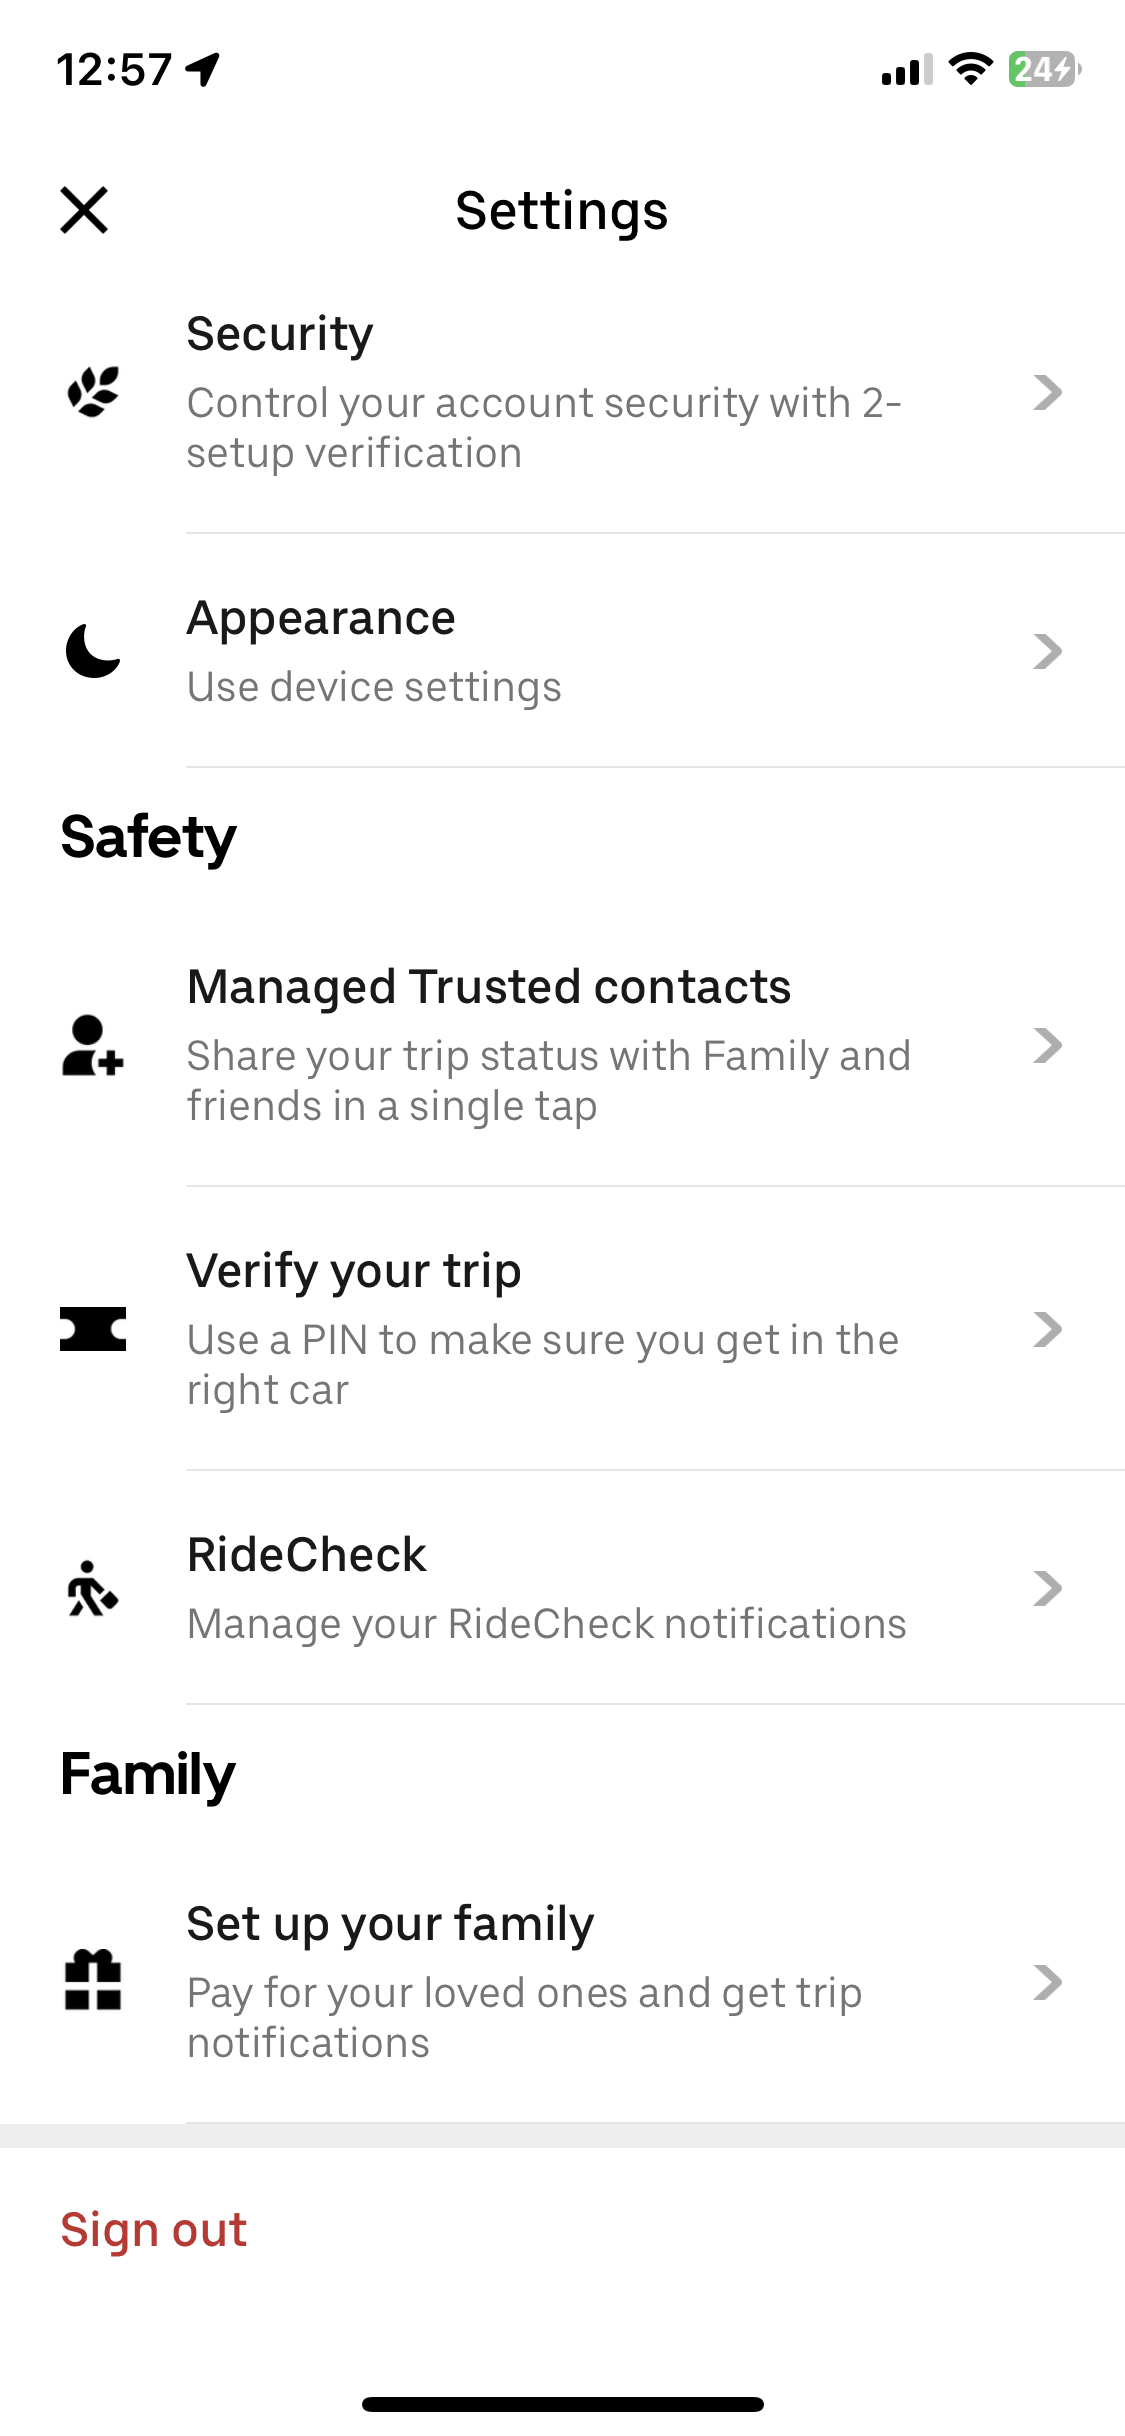 12:57
24
Settings
Security
Control your account security with 2-
setup verification
Appearance
Use device settings
Safety
Managed Trusted contacts
Share your trip status with Family and
friends in a single tap
Verify your trip
Use a PIN to make sure you get in the
right car
RideCheck
Manage your RideCheck notifications
Family
Set up your family
Pay for your loved ones and get trip
notifications
Sign out